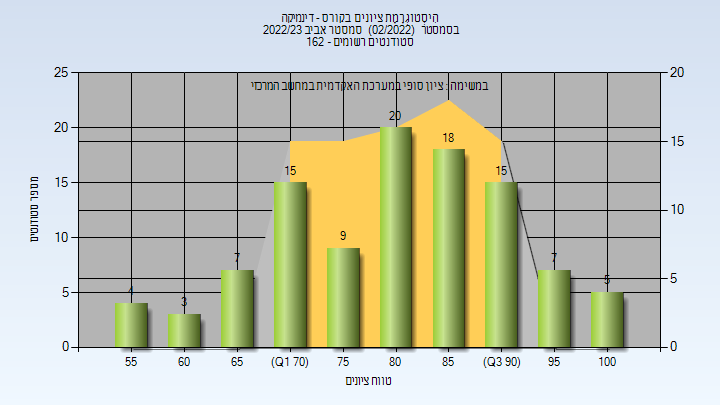 הִיסְטוֹגְרָמַת ציונים בקורס - דינמיקה
בסמסטר (02/2022) סמסטר אביב 2022/23
סטודנטים רשומים - 162
במשימה : ציון סופי במערכת האקדמית במחשב המרכזי
25 20 15 10 5 0
מספר סטודנטים
20 15 10 5 0
4 3 7 15 9 20 18 15 7 5
55 60 65 (Q1 70) 75 80 85 (Q3 90) 95 100
טווח ציונים